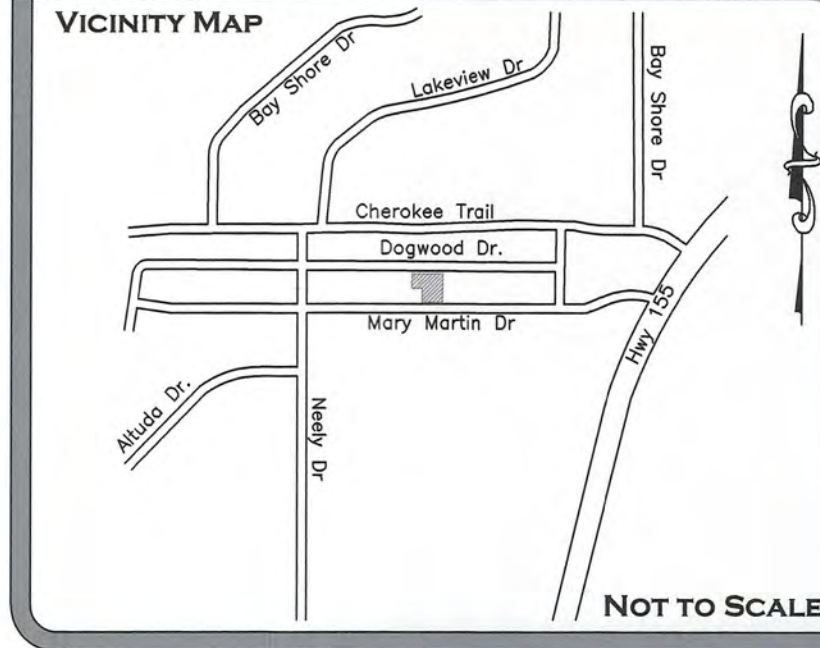 VICINITY MAP
Bay Shore Dr
Lakeview Dr
Bay Shore Dr
Cherokee Trail
Dogwood Dr.
Mary Martin Dr
Hwy 155
Altuda Dr.
Neely Dr
NOT TO SCALE